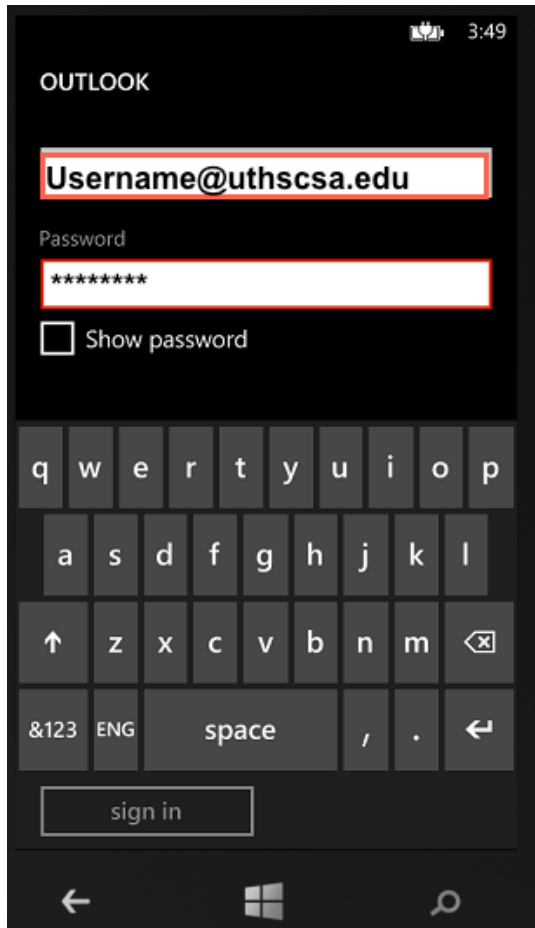 3:49
OUTLOOK
Username@uthscsa.edu
Password
********
Show password
q w e r t y u i o p
a s d f g h j k l
z x c v b n m
&123 ENG space , .
sign in